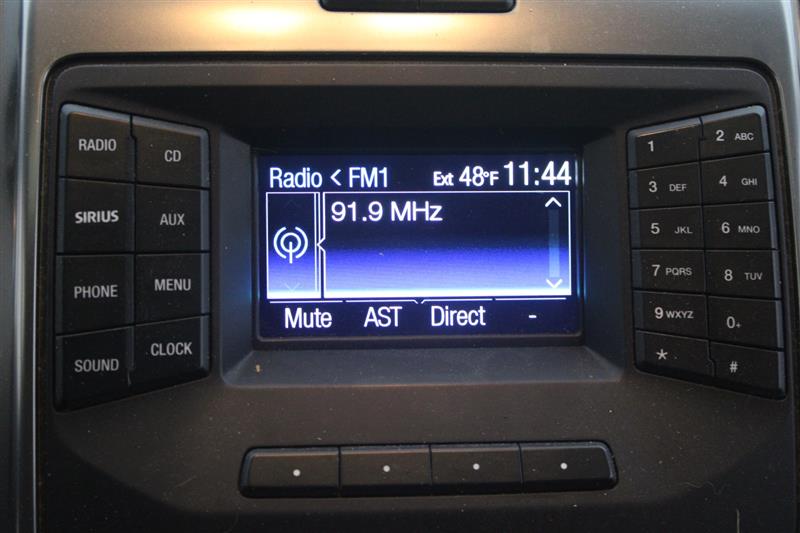 RADIO
CD
SIRIUS
AUX
PHONE
MENU
SOUND
CLOCK
Radio < FM1 Ext 48°F 11:44
91.9 MHz
Mute AST Direct -
1
2 ABC
3 DEF
4 GHI
5 JKL
6 MNO
7 PQRS
8 TUV
9 WXYZ
0+
*
#